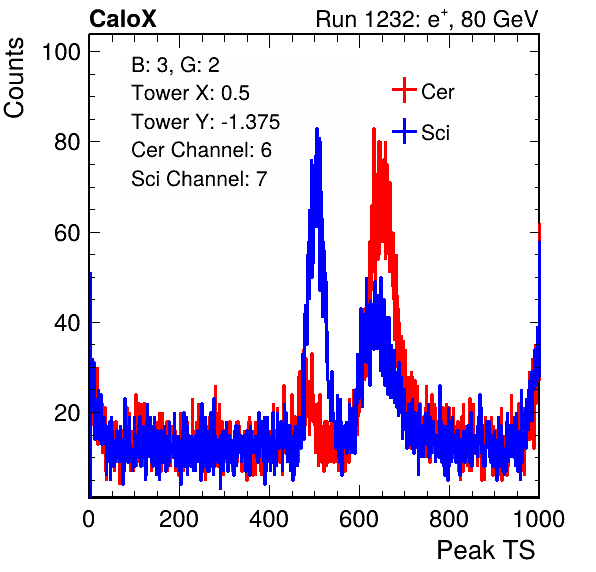 CaloX Run 1232: e+, 80 GeV
Counts
100
80
60
40
20
B: 3, G: 2
Tower X: 0.5
Tower Y: -1.375
Cer Channel: 6
Sci Channel: 7
Cer
Sci
0 200 400 600 800 1000
Peak TS